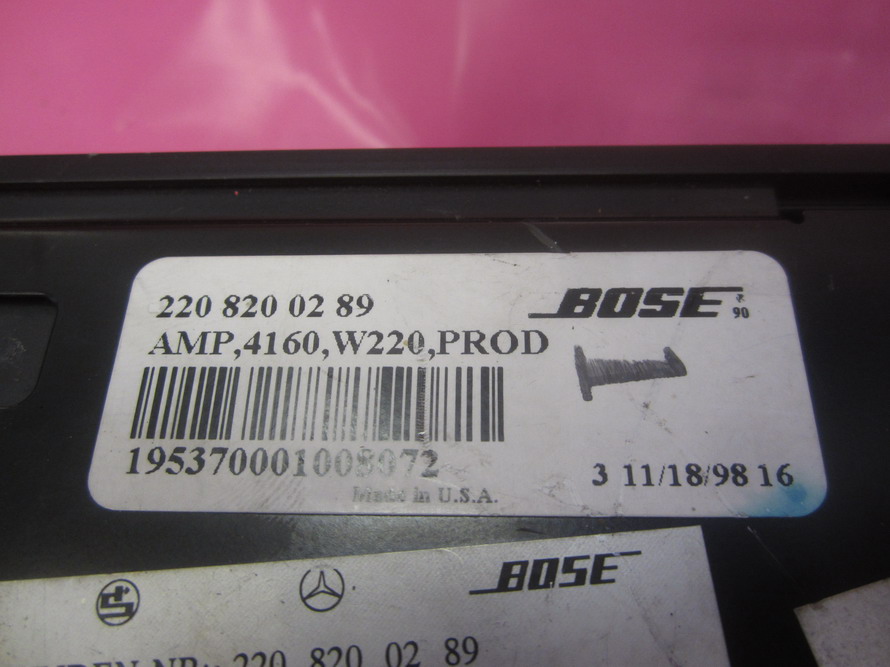 220 820 02 89
BOSE® 90
AMP,4160,W220,PROD
195370001008072
Made in U.S.A.
3 11/18/98 16
BOSE
220 820 02 89